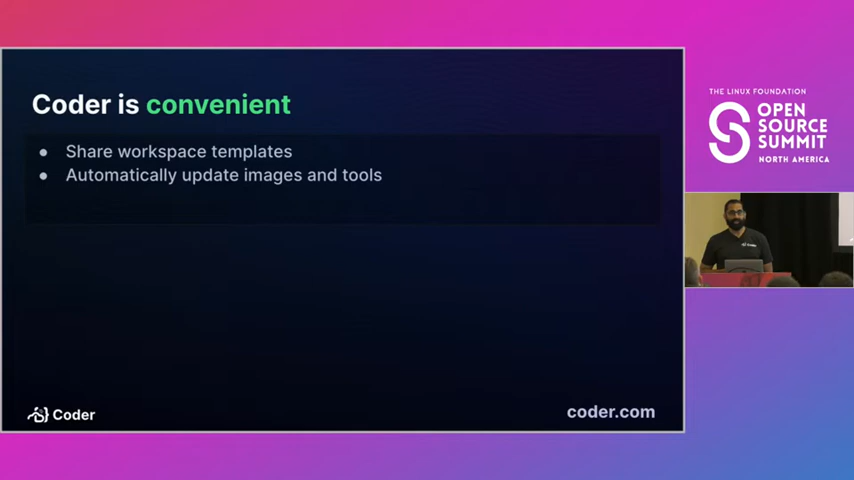 Coder is convenient
● Share workspace templates
● Automatically update images and tools
Coder
coder.com
THE LINUX FOUNDATION
OPEN
SOURCE
SUMMIT
NORTH AMERICA